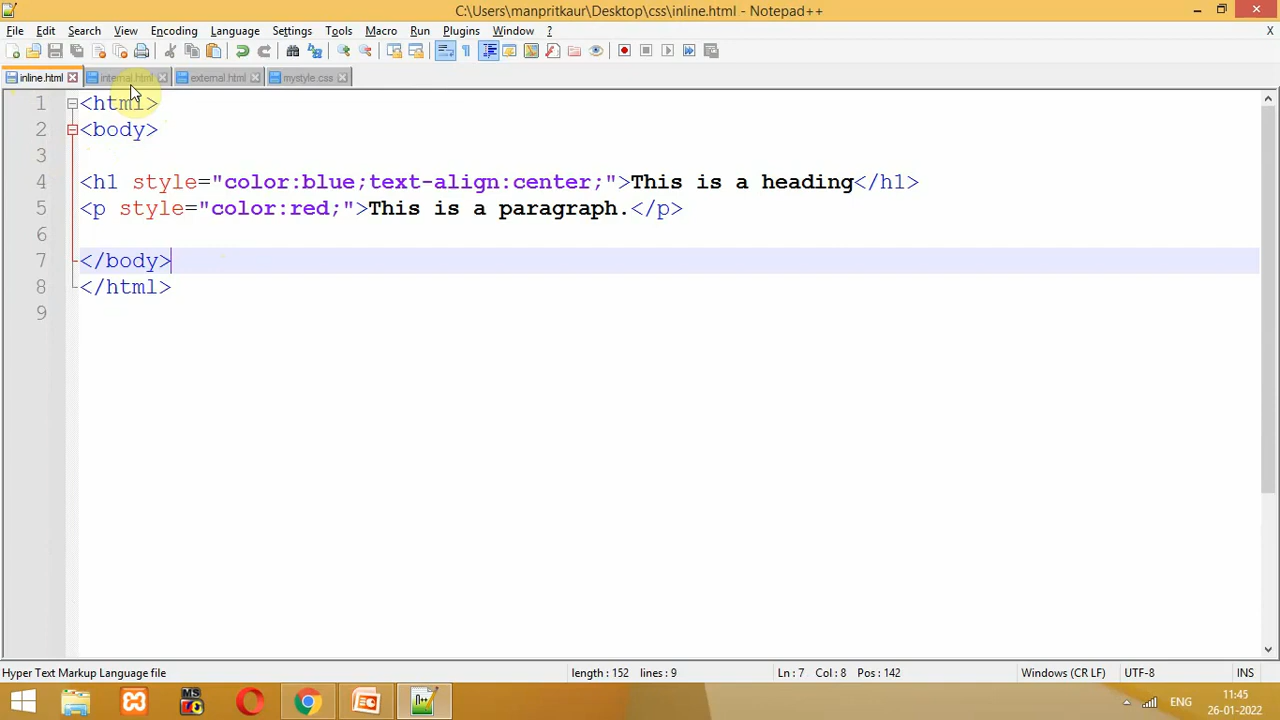 C:\Users\manpritkaur\Desktop\css\inline.html - Notepad++
File Edit Search View Encoding Language Settings Tools Macro Run Plugins Window ? X
inline.html internal.html external.html mystyle.css
1 <html>
2 <body>
3
4 <h1 style="color:blue;text-align:center;">This is a heading</h1>
5 <p style="color:red;">This is a paragraph.</p>
6
7 </body>
8 </html>
9
Hyper Text Markup Language file length : 152 lines : 9 Ln : 7 Col : 8 Pos : 142 Windows (CR LF) UTF-8 INS
MS
ENG 11:45
26-01-2022